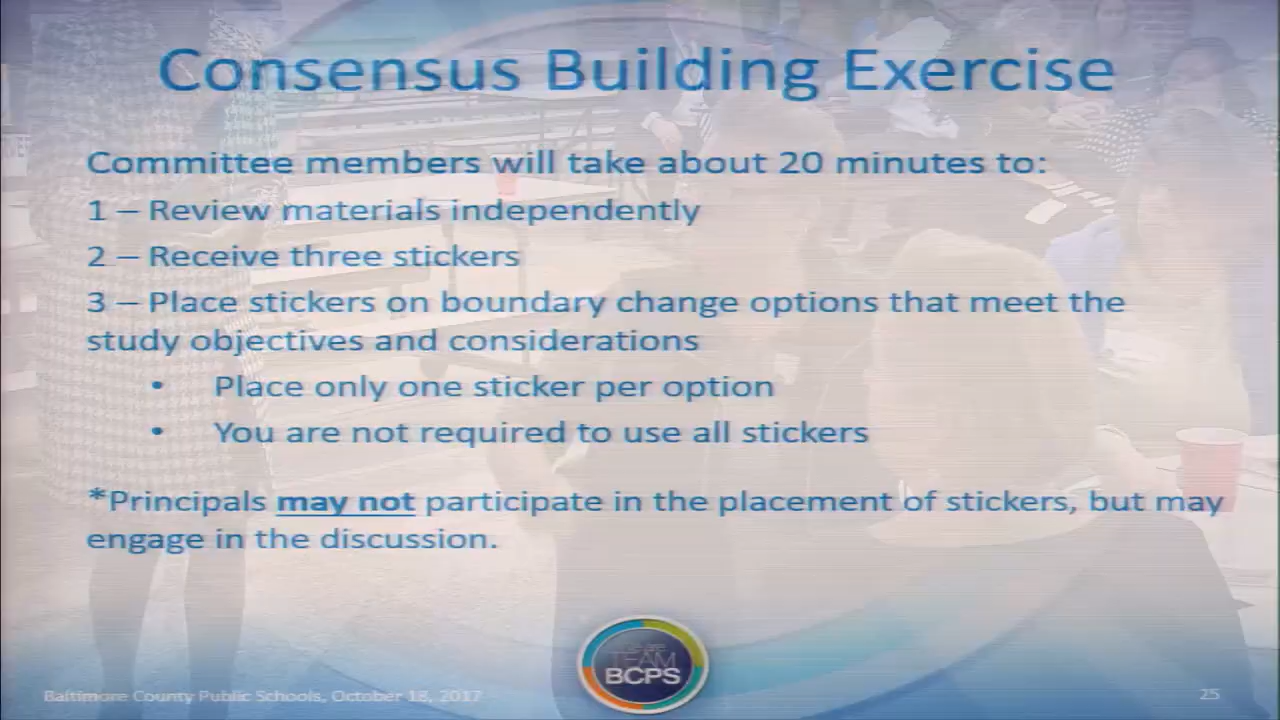 Consensus Building Exercise
Committee members will take about 20 minutes to:
1 – Review materials independently
2 – Receive three stickers
3 – Place stickers on boundary change options that meet the
study objectives and considerations
• Place only one sticker per option
• You are not required to use all stickers
*Principals may not participate in the placement of stickers, but may
engage in the discussion.
we are
TEAM
BCPS
Baltimore County Public Schools, October 18, 2017
25